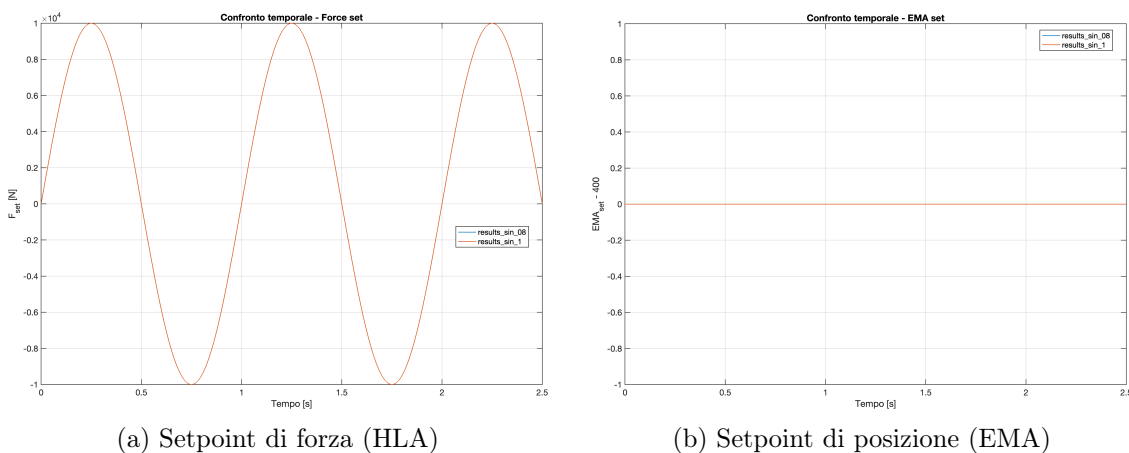 Confronto temporale - Force set
×10⁴
1
0.8
0.6
0.4
0.2
0
-0.2
-0.4
-0.6
-0.8
-1
F_set [N]
results_sin_08
results_sin_1
0 0.5 1 1.5 2 2.5
Tempo [s]
(a) Setpoint di forza (HLA)
Confronto temporale - EMA set
1
0.8
0.6
0.4
0.2
0
-0.2
-0.4
-0.6
-0.8
-1
EMA_set - 400
results_sin_08
results_sin_1
0 0.5 1 1.5 2 2.5
Tempo [s]
(b) Setpoint di posizione (EMA)